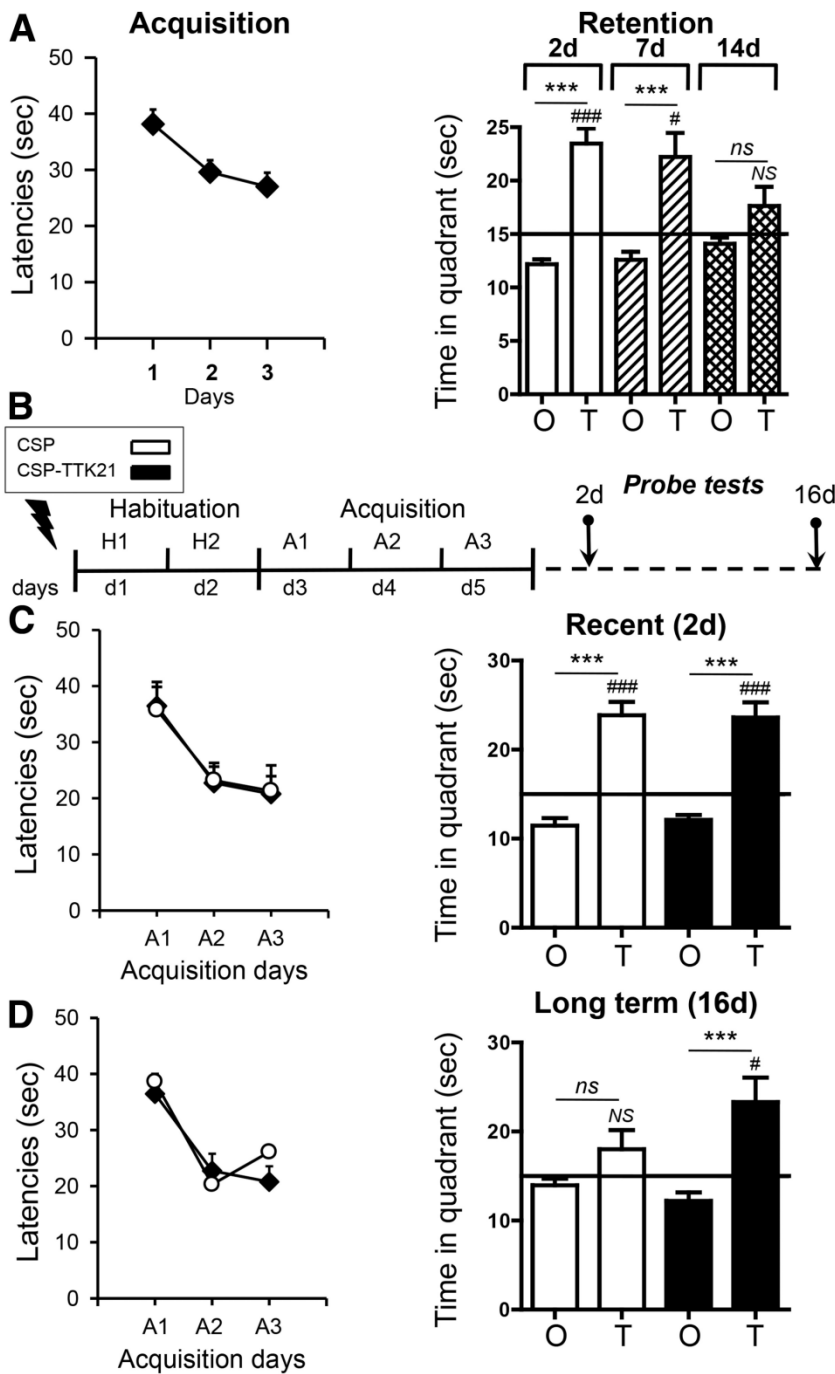 A
Acquisition
Latencies (sec)
50
40
30
20
10
0
1 2 3
Days
Retention
2d 7d 14d
*** *** ns
### # NS
Time in quadrant (sec)
25
20
15
15
10
5
0
O T O T O T
B
CSP
CSP-TTK21
Habituation Acquisition
H1 H2 A1 A2 A3
days d1 d2 d3 d4 d5
2d Probe tests 16d
C
Latencies (sec)
50
40
30
20
10
0
A1 A2 A3
Acquisition days
Recent (2d)
*** ***
### ###
Time in quadrant (sec)
30
20
10
0
O T O T
D
Latencies (sec)
50
40
30
20
10
0
A1 A2 A3
Acquisition days
Long term (16d)
ns ***
NS #
Time in quadrant (sec)
30
20
10
0
O T O T